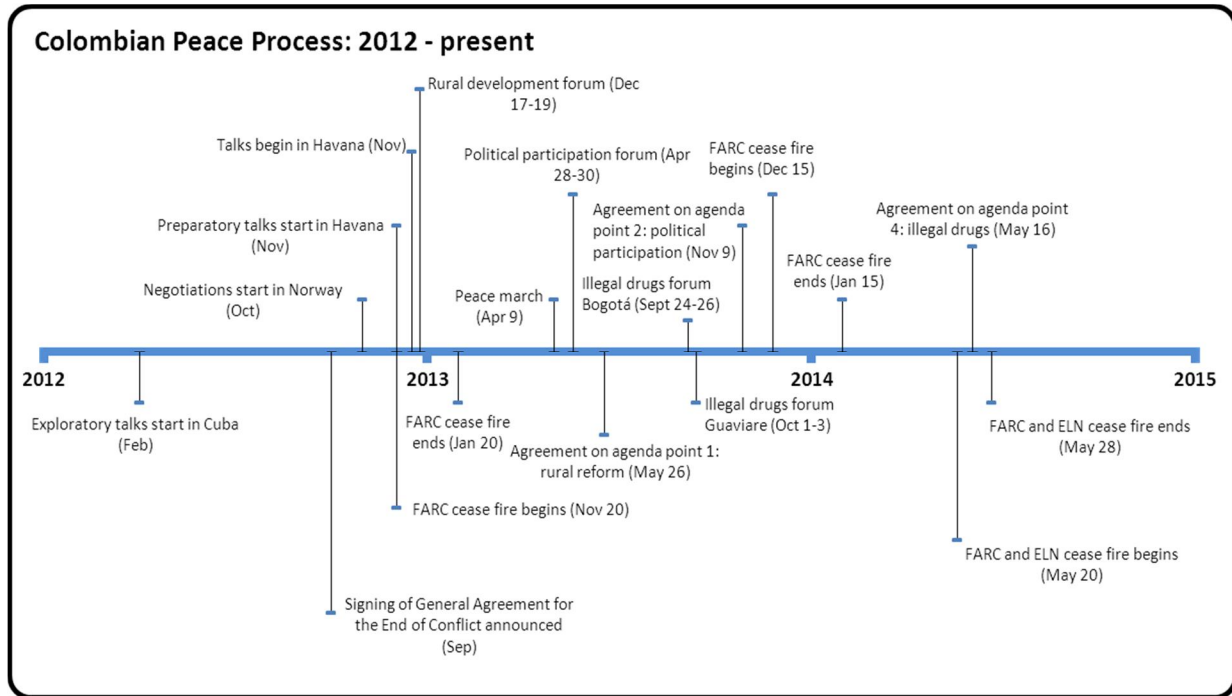 Colombian Peace Process: 2012 - present
Rural development forum (Dec
17-19)
Talks begin in Havana (Nov)
Political participation forum (Apr
28-30)
FARC cease fire
begins (Dec 15)
Preparatory talks start in Havana
(Nov)
Agreement on agenda
point 2: political
participation (Nov 9)
Agreement on agenda point
4: illegal drugs (May 16)
Negotiations start in Norway
(Oct)
Peace march
(Apr 9)
Illegal drugs forum
Bogotá (Sept 24-26)
FARC cease fire
ends (Jan 15)
2012
2013
2014
2015
Exploratory talks start in Cuba
(Feb)
FARC cease fire
ends (Jan 20)
Agreement on agenda point 1:
rural reform (May 26)
Illegal drugs forum
Guaviare (Oct 1-3)
FARC and ELN cease fire ends
(May 28)
FARC cease fire begins (Nov 20)
FARC and ELN cease fire begins
(May 20)
Signing of General Agreement for
the End of Conflict announced
(Sep)